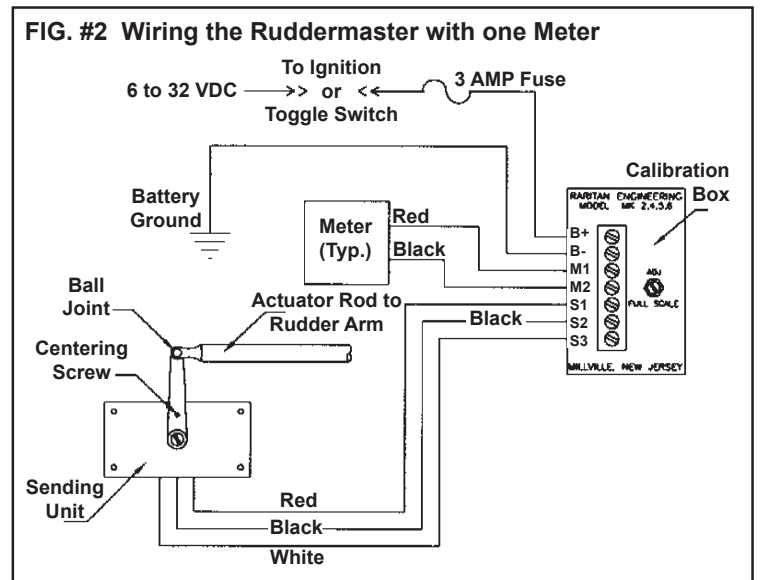 FIG. #2 Wiring the Ruddermaster with one Meter
To Ignition
6 to 32 VDC >> or <<
3 AMP Fuse
Toggle Switch
Calibration
Box
Battery
Ground
RARITAN ENGINEERING
MODEL MK 2,4,5,6
Meter
(Typ.)
Red
Black
B+
B-
M1
M2
S1
S2
S3
ADJ
FULL SCALE
MILLVILLE, NEW JERSEY
Ball
Joint
Actuator Rod to
Rudder Arm
Black
Centering
Screw
Sending
Unit
Red
Black
White